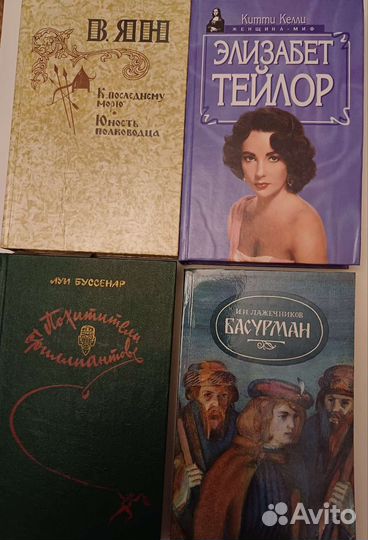 В. ЯН
К последнему
морю
Юность
полководца
Китти Келли
ЖЕНЩИНА-МИФ
ЭЛИЗАБЕТ
ТЕЙЛОР
ЛУИ БУССЕНАР
Похитители
бриллиантов
И.И. ЛАЖЕЧНИКОВ
БАСУРМАН
Avito